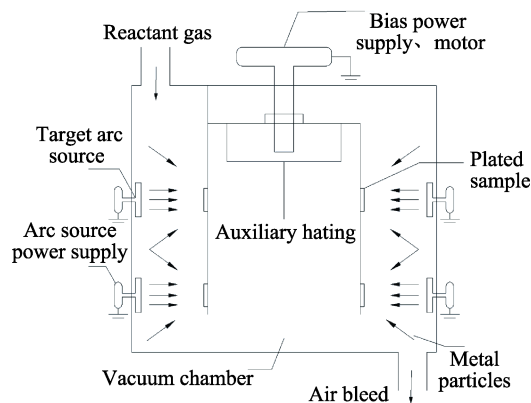 Bias power
supply、motor
Reactant gas
Target arc
source
Plated
sample
Arc source
power supply
Auxiliary hating
Metal
particles
Vacuum chamber
Air bleed